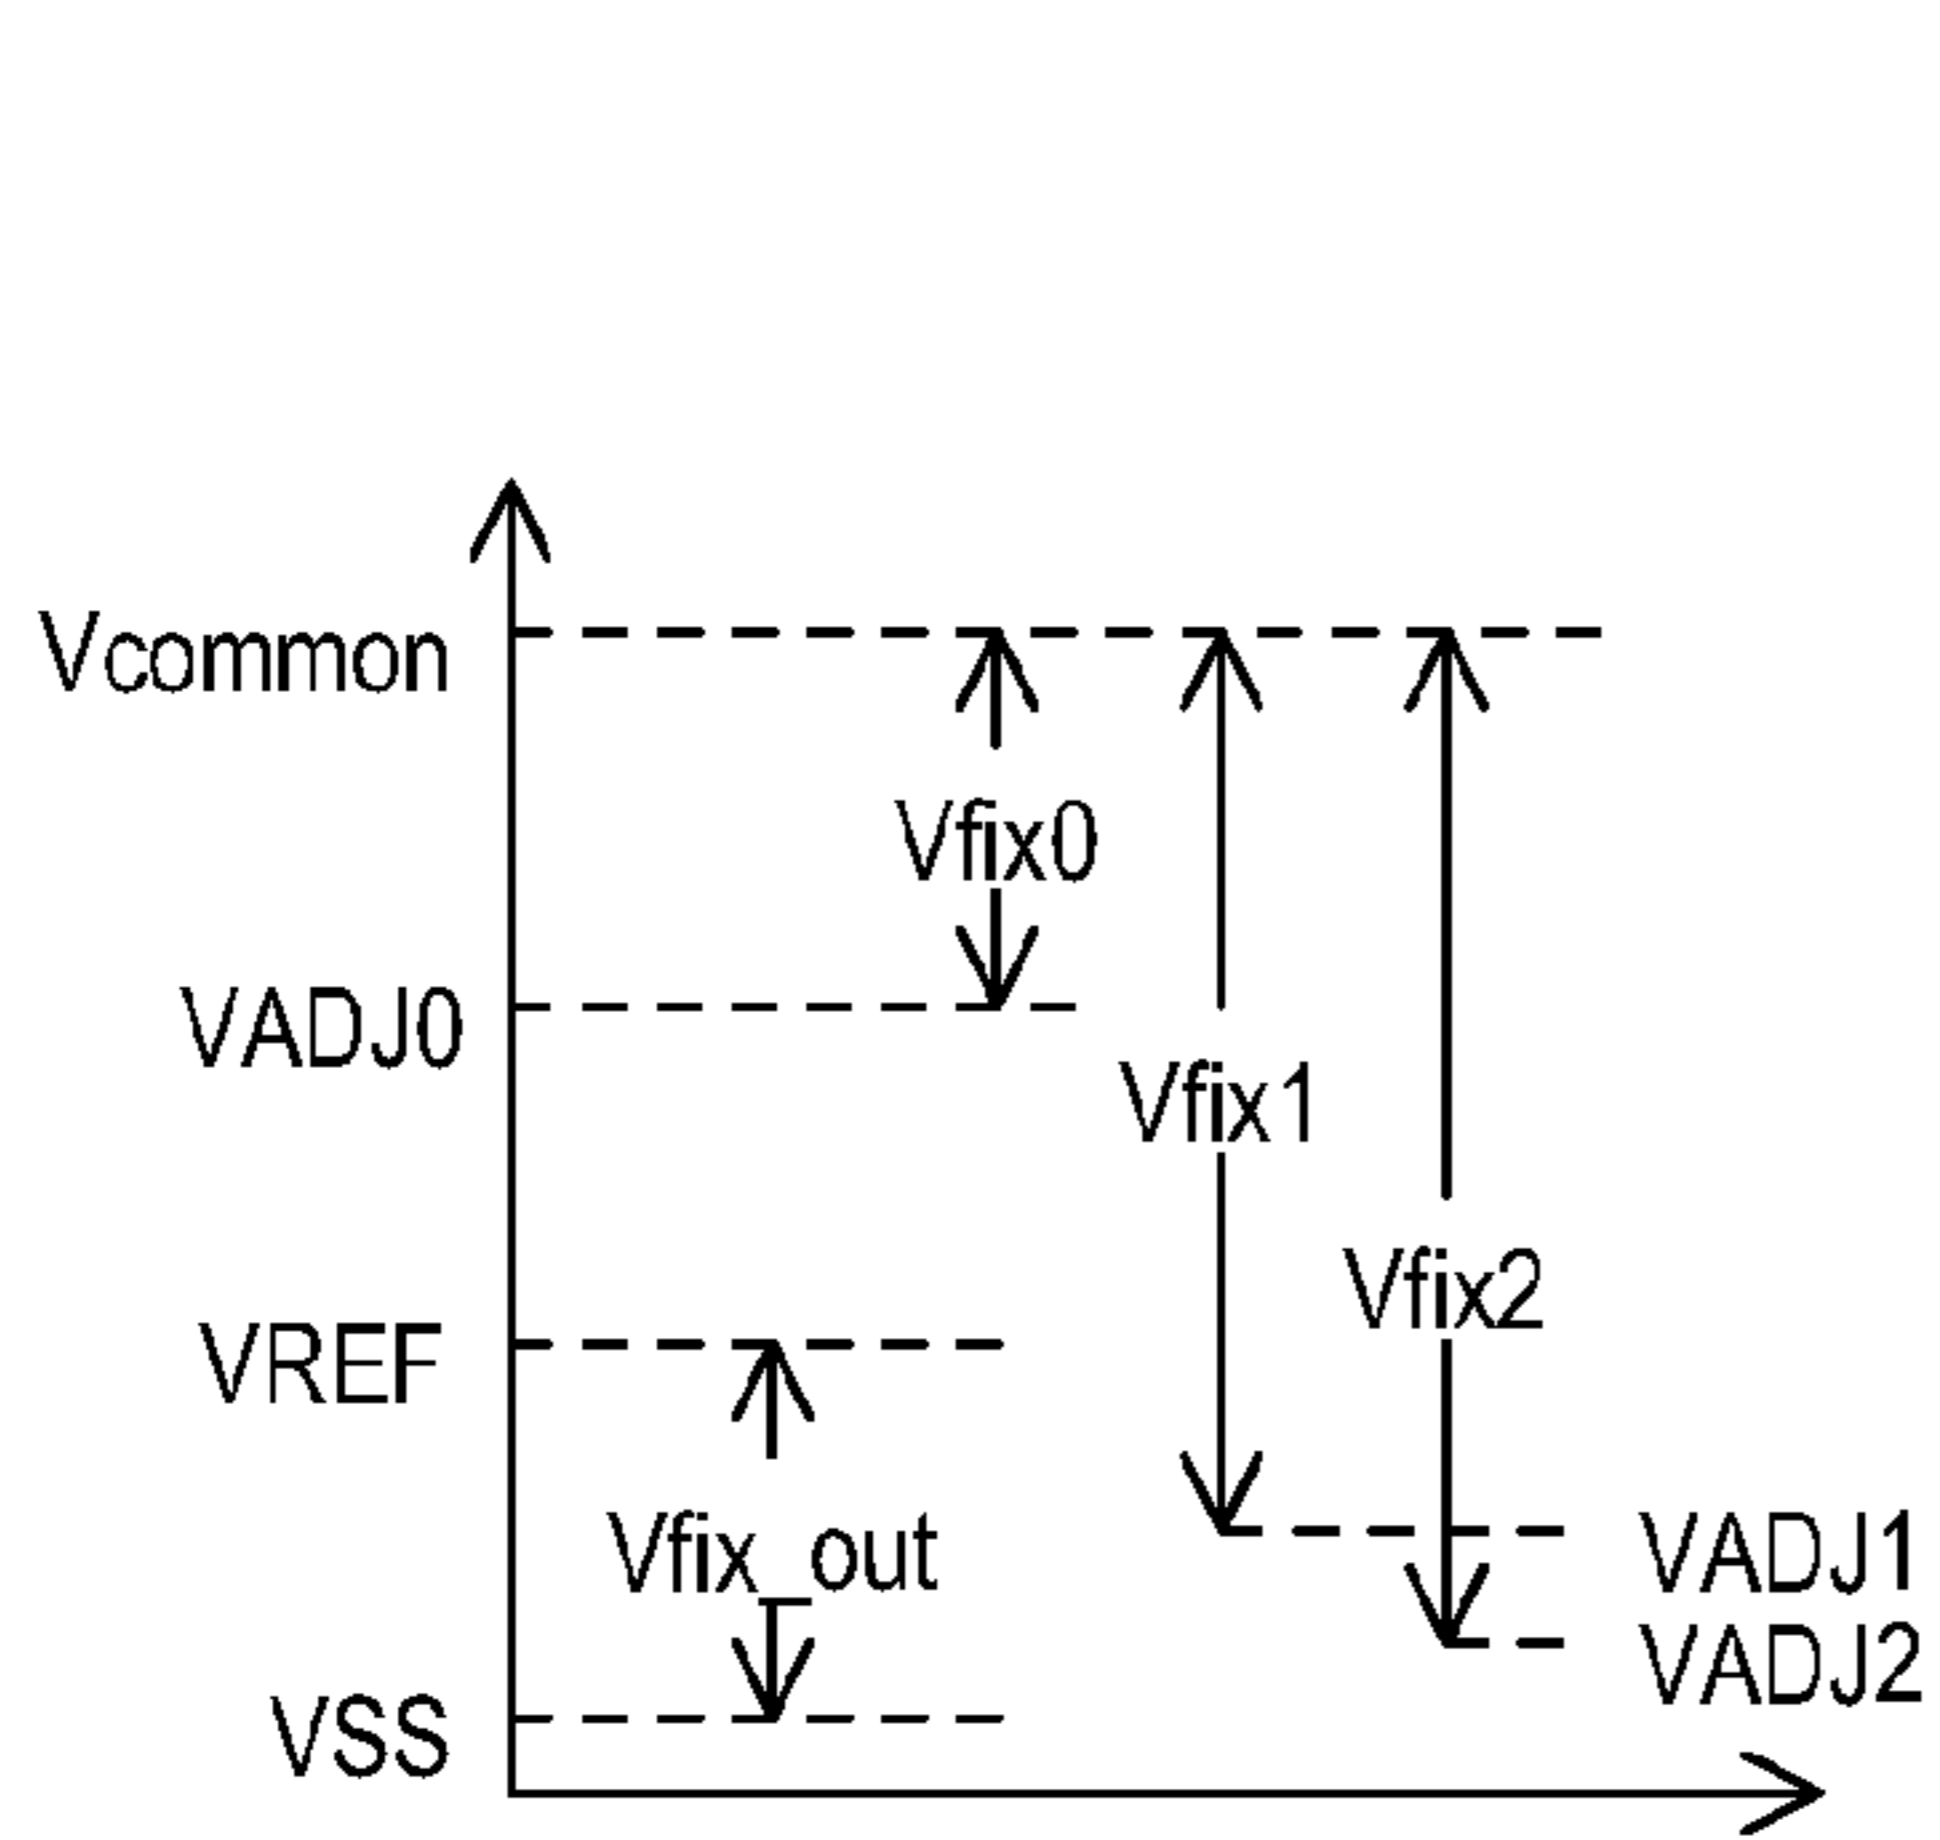 Vcommon
Vfix0
VADJ0
Vfix1
Vfix2
VREF
Vfix_out
VADJ1
VADJ2
VSS